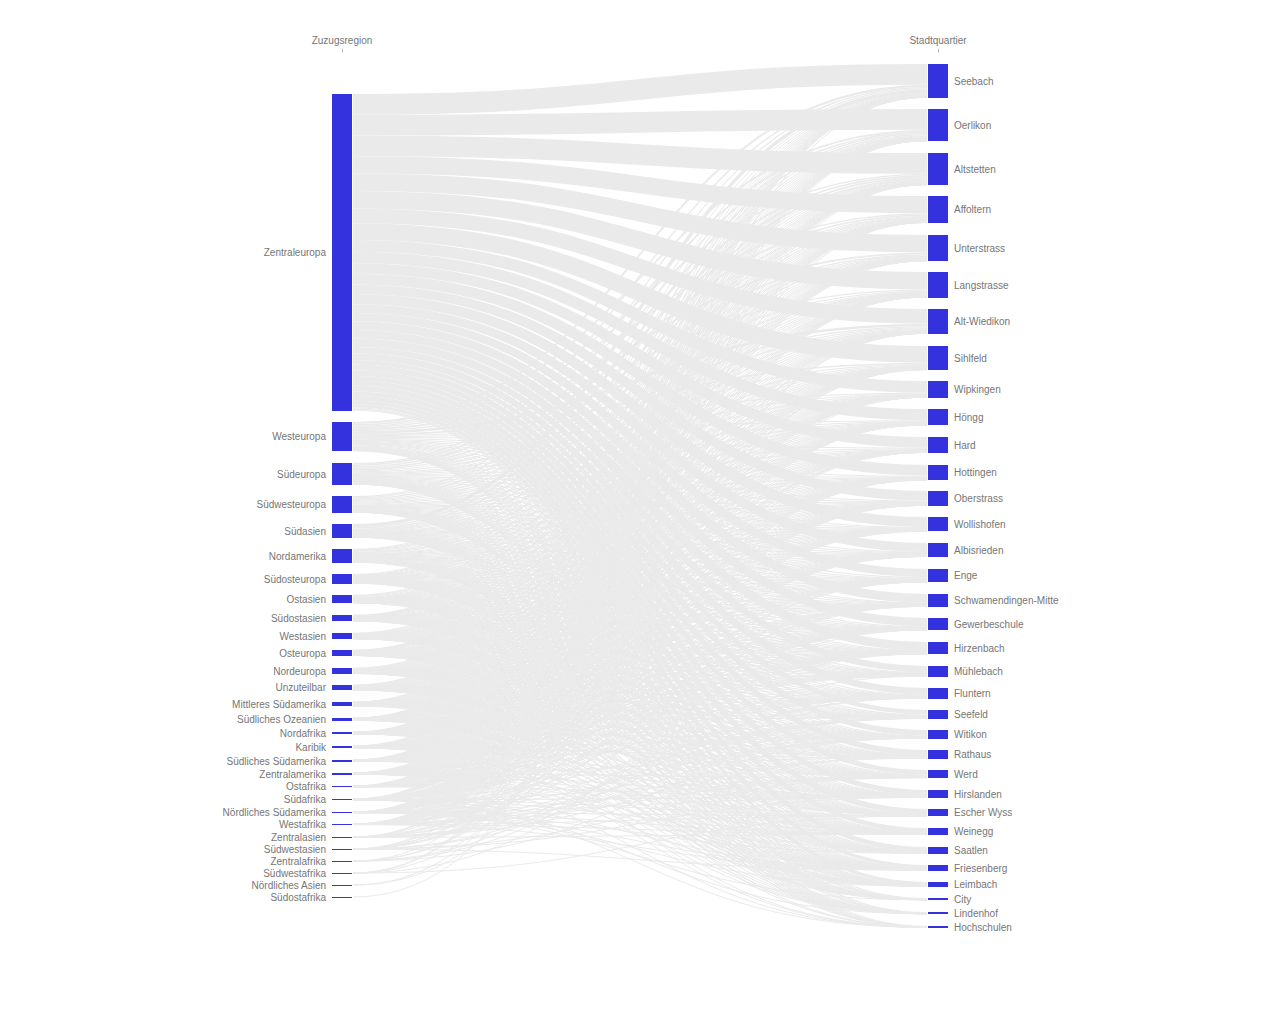 Zuzugsregion
Stadtquartier
Zentraleuropa
Westeuropa
Südeuropa
Südwesteuropa
Südasien
Nordamerika
Südosteuropa
Ostasien
Südostasien
Westasien
Osteuropa
Nordeuropa
Unzuteilbar
Mittleres Südamerika
Südliches Ozeanien
Nordafrika
Karibik
Südliches Südamerika
Zentralamerika
Ostafrika
Südafrika
Nördliches Südamerika
Westafrika
Zentralasien
Südwestasien
Zentralafrika
Südwestafrika
Nördliches Asien
Südostafrika
Seebach
Oerlikon
Altstetten
Affoltern
Unterstrass
Langstrasse
Alt-Wiedikon
Sihlfeld
Wipkingen
Höngg
Hard
Hottingen
Oberstrass
Wollishofen
Albisrieden
Enge
Schwamendingen-Mitte
Gewerbeschule
Hirzenbach
Mühlebach
Fluntern
Seefeld
Witikon
Rathaus
Werd
Hirslanden
Escher Wyss
Weinegg
Saatlen
Friesenberg
Leimbach
City
Lindenhof
Hochschulen